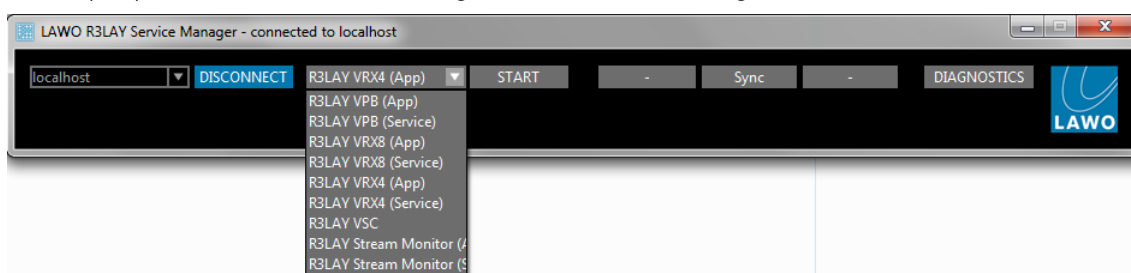 LAWO R3LAY Service Manager - connected to localhost
localhost DISCONNECT R3LAY VRX4 (App) START - Sync - DIAGNOSTICS
LAWO
R3LAY VPB (App)
R3LAY VPB (Service)
R3LAY VRX8 (App)
R3LAY VRX8 (Service)
R3LAY VRX4 (App)
R3LAY VRX4 (Service)
R3LAY VSC
R3LAY Stream Monitor (A
R3LAY Stream Monitor (S